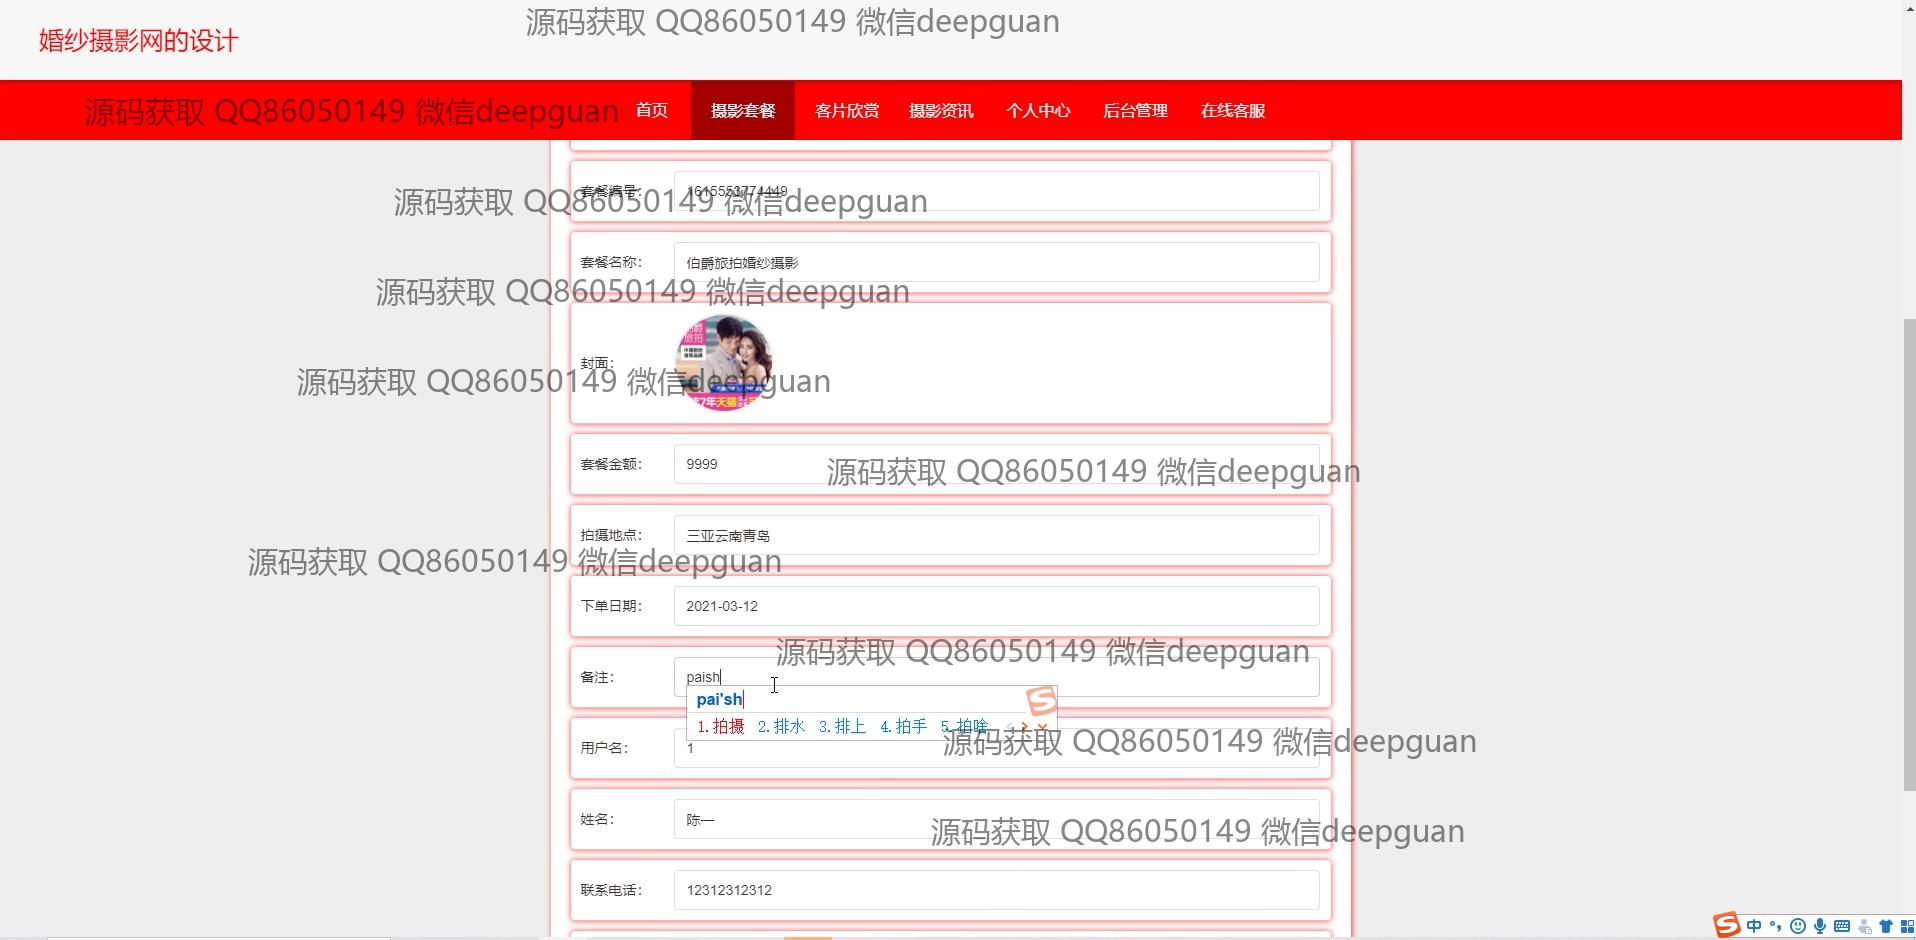 源码获取 QQ86050149 微信deepguan
婚纱摄影网的设计
源码获取 QQ86050149 微信deepguan
首页 摄影套餐 客片欣赏 摄影资讯 个人中心 后台管理 在线客服
套餐编号： 1615553774449
源码获取 QQ86050149 微信deepguan
套餐名称： 伯爵旅拍婚纱摄影
源码获取 QQ86050149 微信deepguan
旅拍
封面：
源码获取 QQ86050149 微信deepguan
7年天猫
套餐金额： 9999
源码获取 QQ86050149 微信deepguan
拍摄地点： 三亚云南青岛
源码获取 QQ86050149 微信deepguan
下单日期： 2021-03-12
源码获取 QQ86050149 微信deepguan
备注： paish
pai'sh
1.拍摄 2.排水 3.排上 4.拍手 5.拍啥
源码获取 QQ86050149 微信deepguan
用户名： 1
姓名： 陈一
源码获取 QQ86050149 微信deepguan
联系电话： 12312312312
中